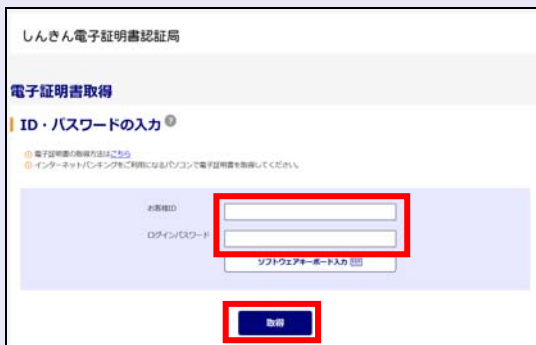 しんきん電子証明書認証局
電子証明書取得
ID・パスワードの入力
電子証明書の取得方法はこちら
インターネットバンキングをご利用になるパソコンで電子証明書を取得してください。
お客様ID
ログインパスワード
ソフトウェアキーボード入力
取得